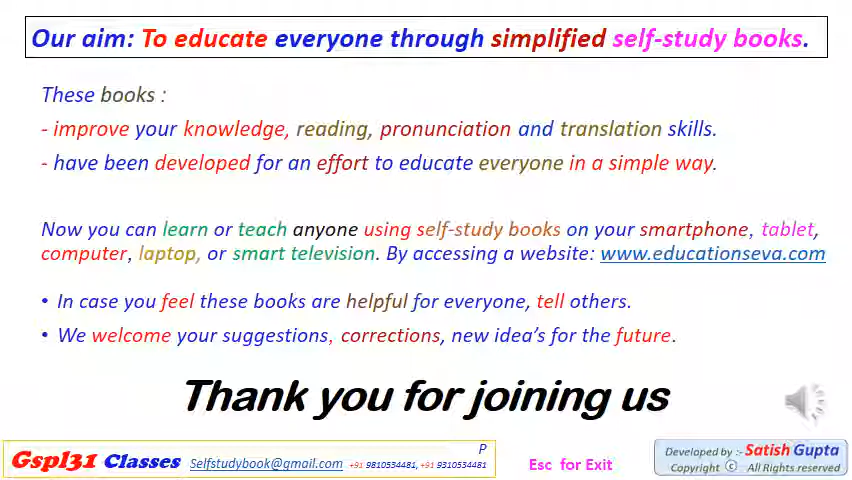 Our aim: To educate everyone through simplified self-study books.
These books :
- improve your knowledge, reading, pronunciation and translation skills.
- have been developed for an effort to educate everyone in a simple way.
Now you can learn or teach anyone using self-study books on your smartphone, tablet,
computer, laptop, or smart television. By accessing a website: www.educationseva.com
• In case you feel these books are helpful for everyone, tell others.
• We welcome your suggestions, corrections, new idea’s for the future.
Thank you for joining us
P
Gspl31 Classes Selfstudybook@gmail.com +91 9810534481, +91 9310534481
Esc for Exit
Developed by :- Satish Gupta
Copyright © All Rights reserved